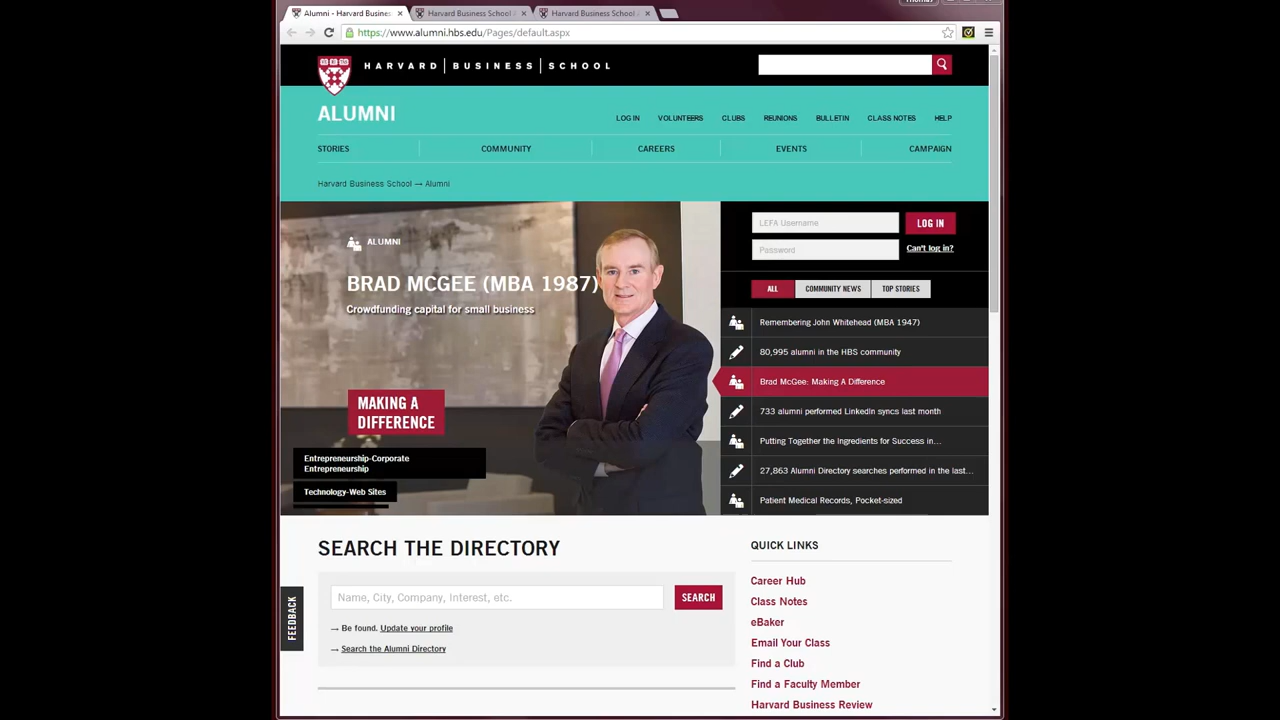 Thomas
Alumni - Harvard Busines
Harvard Business School A
Harvard Business School A
https://www.alumni.hbs.edu/Pages/default.aspx
HARVARD | BUSINESS | SCHOOL
ALUMNI
LOG IN VOLUNTEERS CLUBS REUNIONS BULLETIN CLASS NOTES HELP
STORIES COMMUNITY CAREERS EVENTS CAMPAIGN
Harvard Business School → Alumni
ALUMNI
BRAD MCGEE (MBA 1987)
Crowdfunding capital for small business
MAKING A
DIFFERENCE
Entrepreneurship-Corporate
Entrepreneurship
Technology-Web Sites
LEFA Username
LOG IN
Password
Can't log in?
ALL COMMUNITY NEWS TOP STORIES
Remembering John Whitehead (MBA 1947)
80,995 alumni in the HBS community
Brad McGee: Making A Difference
733 alumni performed LinkedIn syncs last month
Putting Together the Ingredients for Success in...
27,863 Alumni Directory searches performed in the last...
Patient Medical Records, Pocket-sized
SEARCH THE DIRECTORY
Name, City, Company, Interest, etc.
SEARCH
→ Be found. Update your profile
→ Search the Alumni Directory
FEEDBACK
QUICK LINKS
Career Hub
Class Notes
eBaker
Email Your Class
Find a Club
Find a Faculty Member
Harvard Business Review